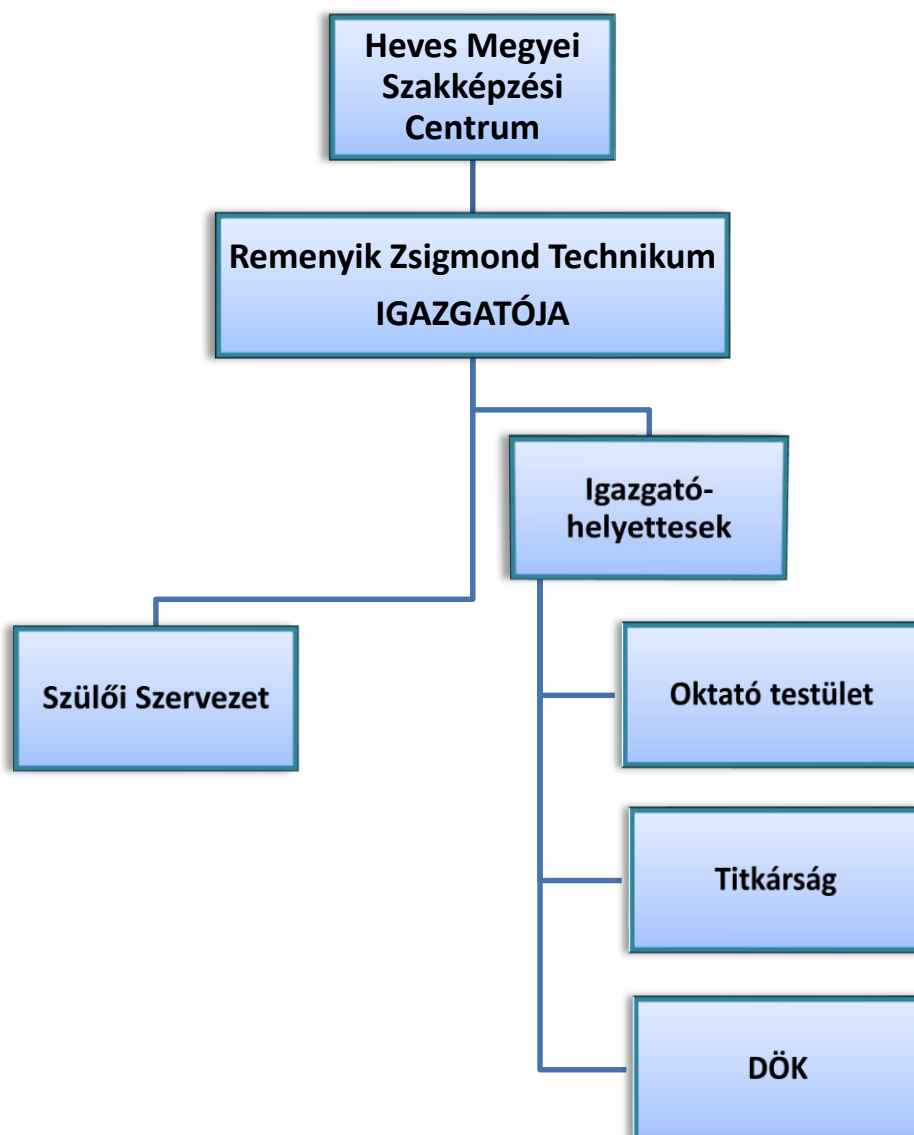 Heves Megyei
Szakképzési
Centrum
Remenyik Zsigmond Technikum
IGAZGATÓJA
Igazgató-
helyettesek
Szülői Szervezet
Oktató testület
Titkárság
DÖK